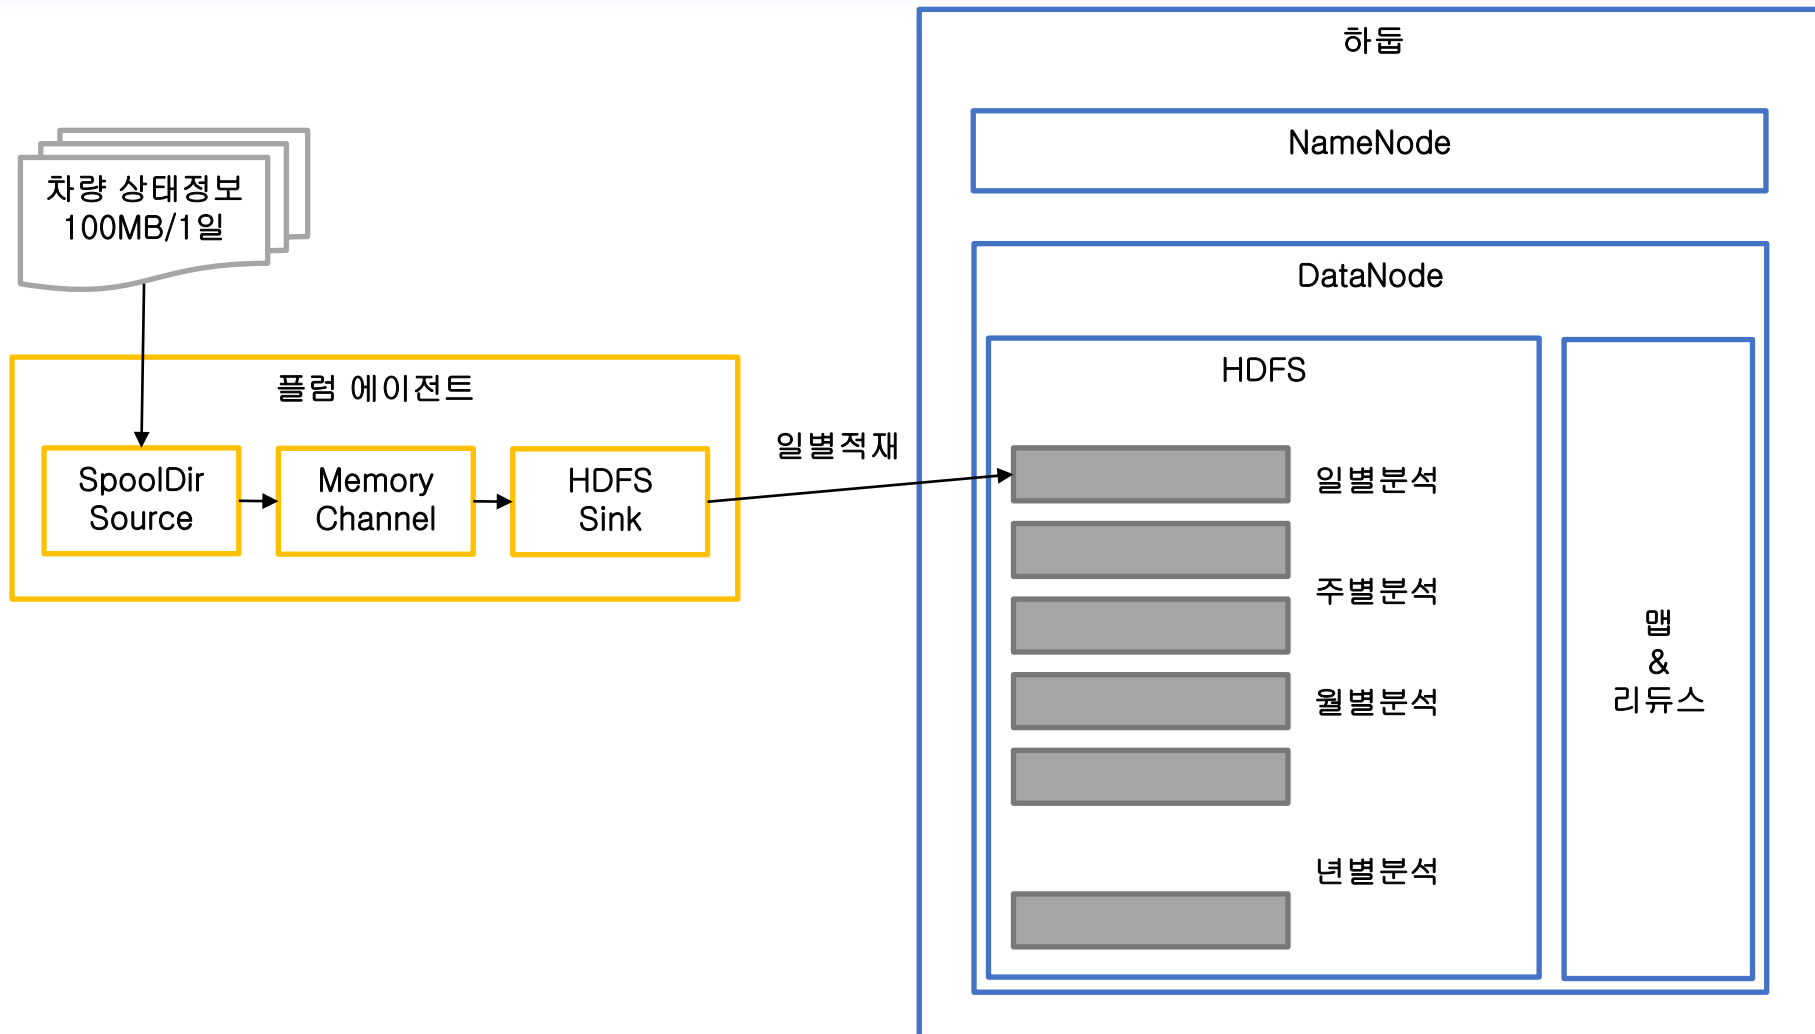 하둡
NameNode
차량 상태정보
100MB/1일
DataNode
플럼 에이전트
HDFS
일별적재
SpoolDir
Source
Memory
Channel
HDFS
Sink
일별분석
주별분석
월별분석
년별분석
맵
&
리듀스